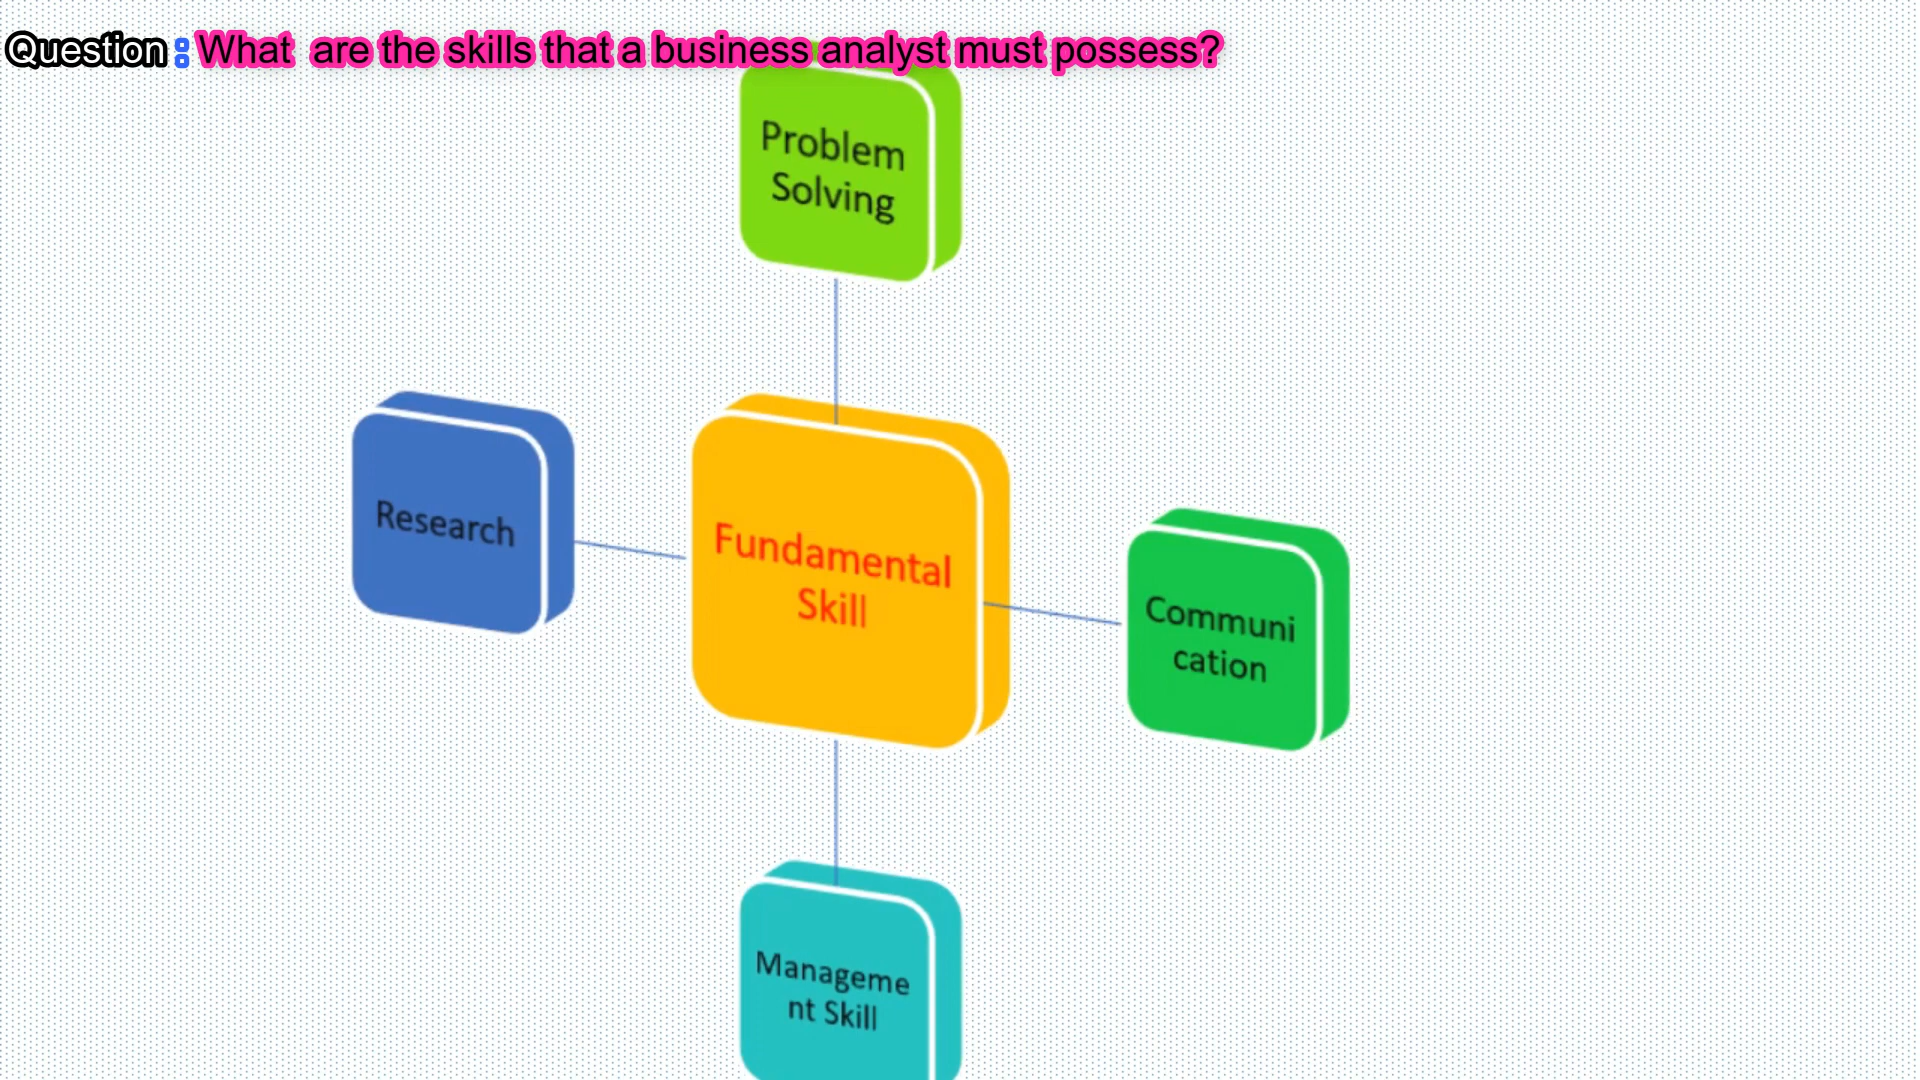 Question : What  are the skills that a business analyst must possess?
Problem
Solving
Research
Fundamental
Skill
Communi
cation
Manageme
nt Skill